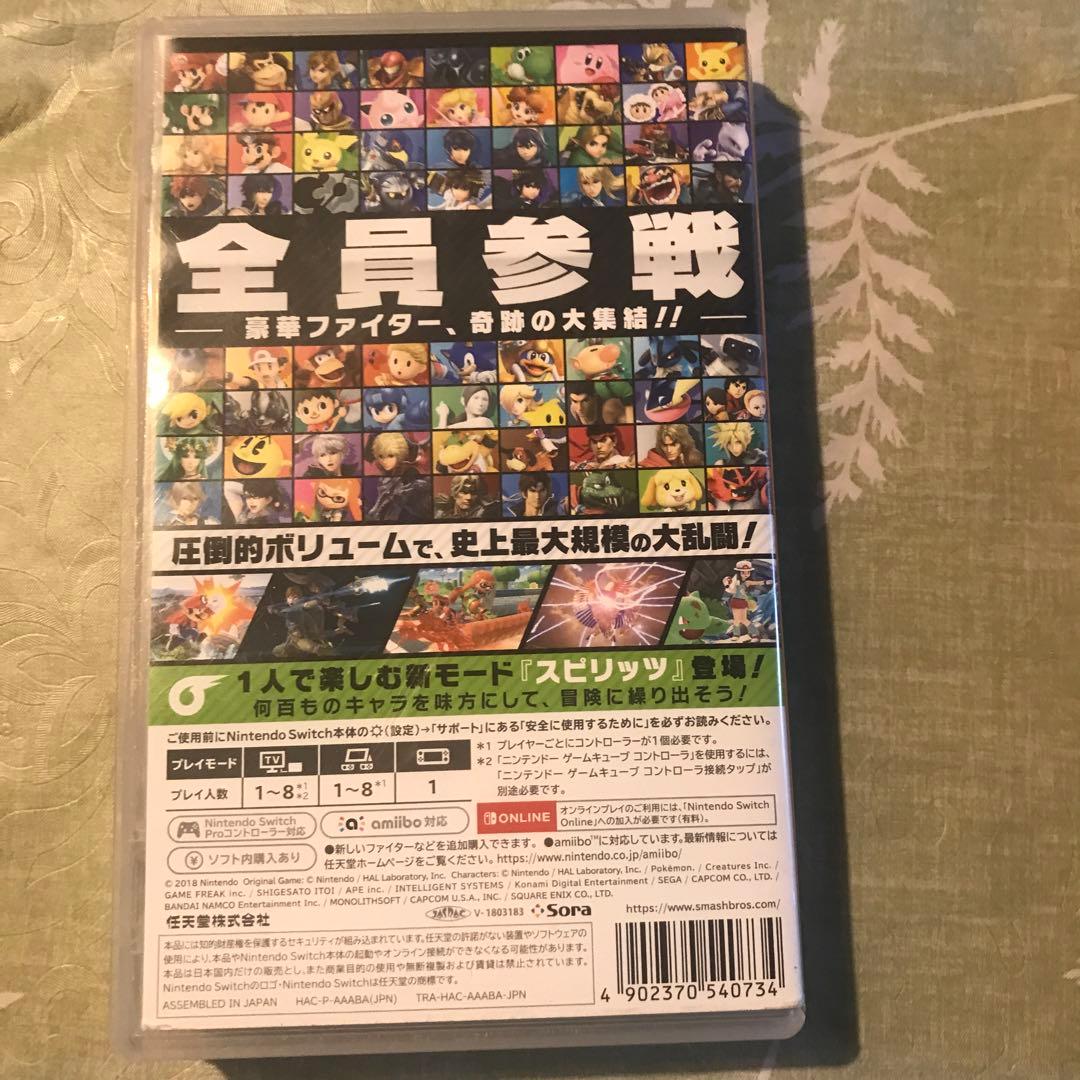 全員参戦
豪華ファイター、奇跡の大集結!!
圧倒的ボリュームで、史上最大規模の大乱闘!
1人で楽しむ新モード『スピリッツ』登場!
何百ものキャラを味方にして、冒険に繰り出そう!
ご使用前にNintendo Switch本体の(設定)→「サポート」にある「安全に使用するために」を必ずお読みください。
プレイモード TV
プレイ人数 1~8 *1 *2 1~8 *1 1
*1 プレイヤーごとにコントローラーが1個必要です。
*2 「ニンテンドー ゲームキューブ コントローラ」を使用するには、
「ニンテンドー ゲームキューブ コントローラ接続タップ」が
別途必要です。
Nintendo Switch
Proコントローラー対応
amiibo 対応
ONLINE
オンラインプレイのご利用には、「Nintendo Switch
Online」への加入が必要です(有料)。
¥ ソフト内購入あり
●新しいファイターなどを追加購入できます。 ●amiibo™に対応しています。最新情報については
任天堂ホームページをご覧ください。https://www.nintendo.co.jp/amiibo/
© 2018 Nintendo Original Game: © Nintendo / HAL Laboratory, Inc. Characters: © Nintendo / HAL Laboratory, Inc. / Pokémon. / Creatures Inc. /
GAME FREAK inc. / SHIGESATO ITOI / APE inc. / INTELLIGENT SYSTEMS / Konami Digital Entertainment / SEGA / CAPCOM CO., LTD. /
BANDAI NAMCO Entertainment Inc. / MONOLITHSOFT / CAPCOM U.S.A., INC. / SQUARE ENIX CO., LTD.
任天堂株式会社
JASRAC V-1803183 Sora https://www.smashbros.com/
本品には知的財産権を保護するセキュリティが組み込まれています。任天堂の許諾がない装置やソフトウェアの
使用により、本品やNintendo Switch本体の起動やオンライン接続ができなくなる可能性があります。
本品は日本国内だけの販売とし、また商業目的の使用や無断複製および賃貸は禁止されています。
Nintendo Switchのロゴ・Nintendo Switchは任天堂の商標です。
ASSEMBLED IN JAPAN HAC-P-AAABA(JPN) TRA-HAC-AAABA-JPN
4 902370 540734